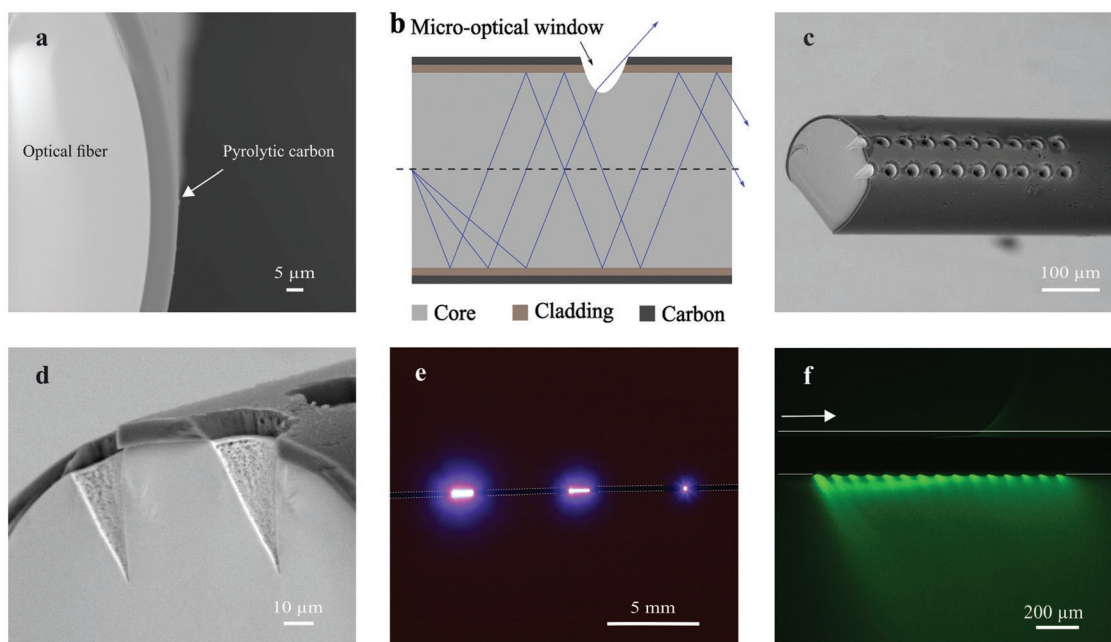 a
Optical fiber
Pyrolytic carbon
5 µm
b
Micro-optical window
Core
Cladding
Carbon
c
100 µm
d
10 µm
e
5 mm
f
200 µm